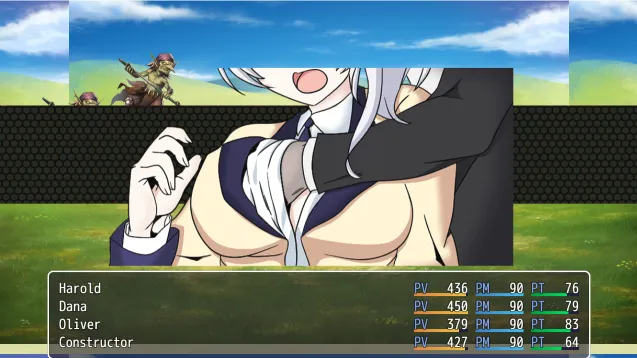 Harold PV 436 PM 90 PT 76
Dana PV 450 PM 90 PT 79
Oliver PV 379 PM 90 PT 83
Constructor PV 427 PM 90 PT 64